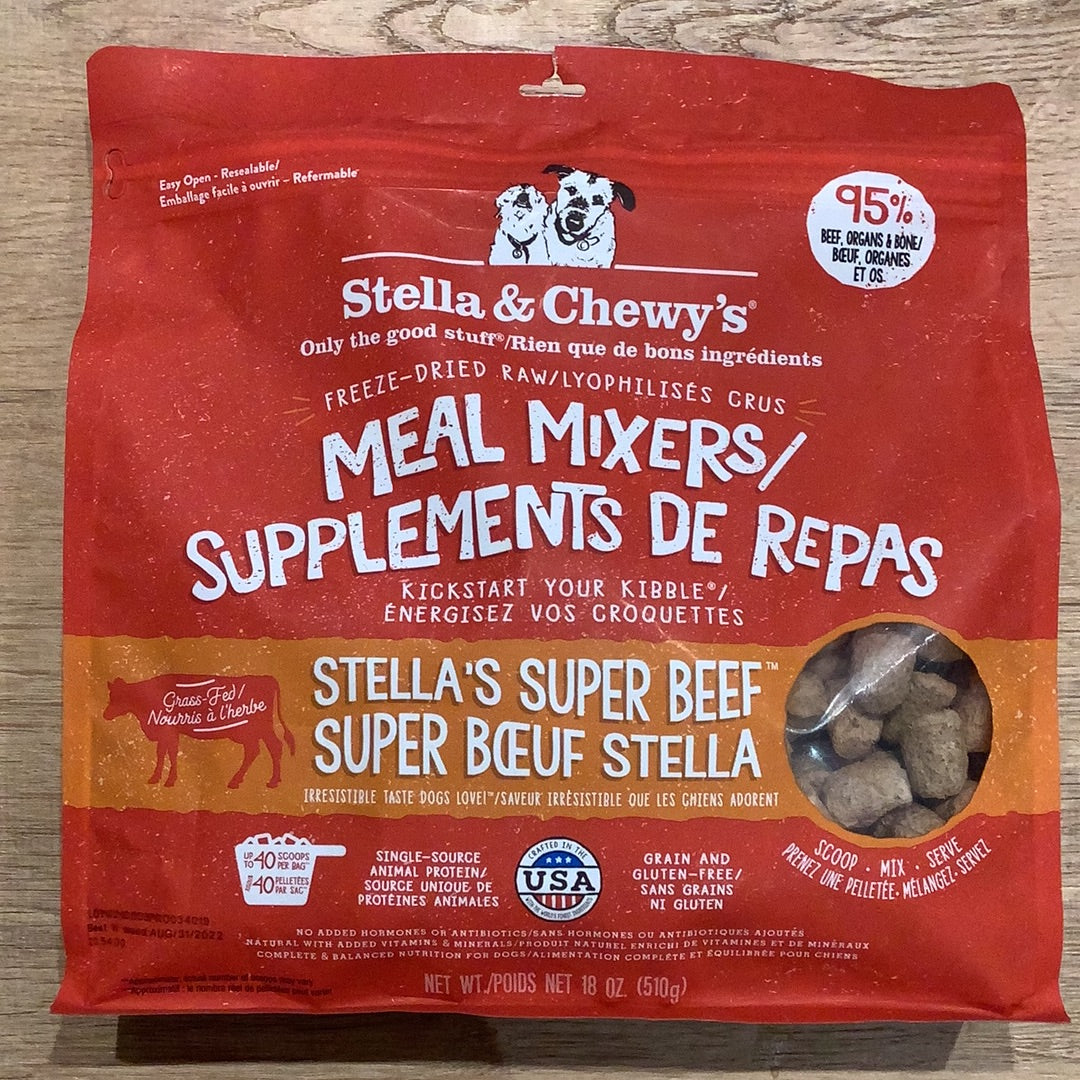 Easy Open - Resealable/
Emballage facile à ouvrir – Refermable
95%
BEEF, ORGANS & BONE/
BŒUF, ORGANES
ET OS.
Stella & Chewy's®
Only the good stuff®/Rien que de bons ingrédients
FREEZE-DRIED RAW/LYOPHILISÉS CRUS
MEAL MIXERS/
SUPPLEMENTS DE REPAS
KICKSTART YOUR KIBBLE®/
ÉNERGISEZ VOS CROQUETTES
Grass-Fed/
Nourris à l'herbe
STELLA'S SUPER BEEF™
SUPER BŒUF STELLA
IRRESISTIBLE TASTE DOGS LOVE!™/SAVEUR IRRÉSISTIBLE QUE LES CHIENS ADORENT
SCOOP • MIX • SERVE
PRENEZ UNE PELLETÉE • MÉLANGEZ • SERVEZ
UP TO 40 SCOOPS PER BAG
40 PELLETÉES PAR SAC
SINGLE-SOURCE
ANIMAL PROTEIN/
SOURCE UNIQUE DE
PROTÉINES ANIMALES
CRAFTED IN THE
USA
GRAIN AND
GLUTEN-FREE/
SANS GRAINS
NI GLUTEN
AUG/31/2022
NO ADDED HORMONES OR ANTIBIOTICS/SANS HORMONES OU ANTIBIOTIQUES AJOUTÉS
NATURAL WITH ADDED VITAMINS & MINERALS/PRODUIT NATUREL ENRICHI DE VITAMINES ET DE MINÉRAUX
COMPLETE & BALANCED NUTRITION FOR DOGS/ALIMENTATION COMPLÈTE ET ÉQUILIBRÉE POUR CHIENS
NET WT./POIDS NET 18 OZ. (510g)